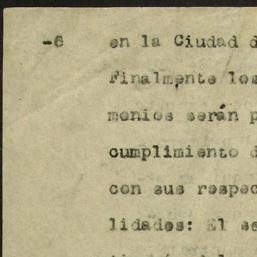 -6 en la Ciudad d
Finalmente los
monios serán p
cumplimiento d
con sus respec
lidades: El se